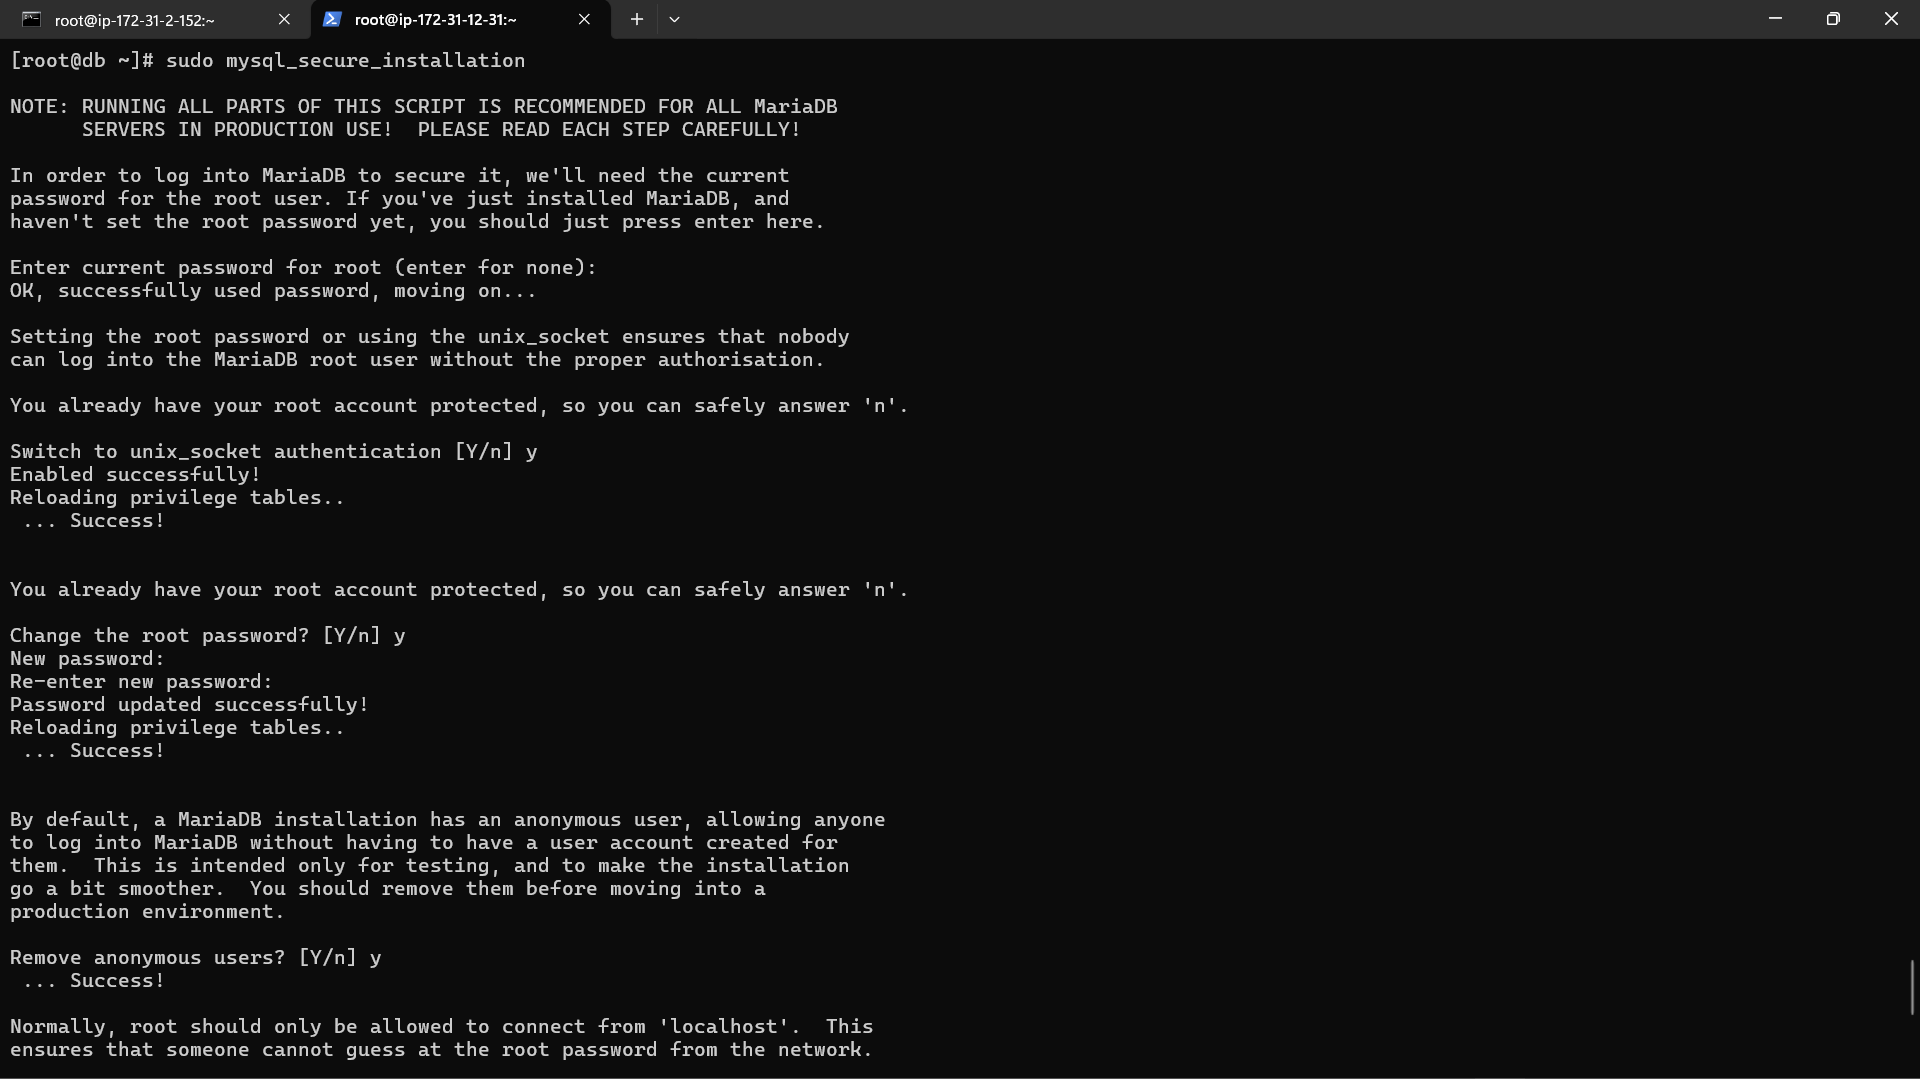 root@ip-172-31-2-152:~
root@ip-172-31-12-31:~
[root@db ~]# sudo mysql_secure_installation
NOTE: RUNNING ALL PARTS OF THIS SCRIPT IS RECOMMENDED FOR ALL MariaDB
SERVERS IN PRODUCTION USE!  PLEASE READ EACH STEP CAREFULLY!
In order to log into MariaDB to secure it, we'll need the current
password for the root user. If you've just installed MariaDB, and
haven't set the root password yet, you should just press enter here.
Enter current password for root (enter for none):
OK, successfully used password, moving on...
Setting the root password or using the unix_socket ensures that nobody
can log into the MariaDB root user without the proper authorisation.
You already have your root account protected, so you can safely answer 'n'.
Switch to unix_socket authentication [Y/n] y
Enabled successfully!
Reloading privilege tables..
... Success!
You already have your root account protected, so you can safely answer 'n'.
Change the root password? [Y/n] y
New password:
Re-enter new password:
Password updated successfully!
Reloading privilege tables..
... Success!
By default, a MariaDB installation has an anonymous user, allowing anyone
to log into MariaDB without having to have a user account created for
them.  This is intended only for testing, and to make the installation
go a bit smoother.  You should remove them before moving into a
production environment.
Remove anonymous users? [Y/n] y
... Success!
Normally, root should only be allowed to connect from 'localhost'.  This
ensures that someone cannot guess at the root password from the network.